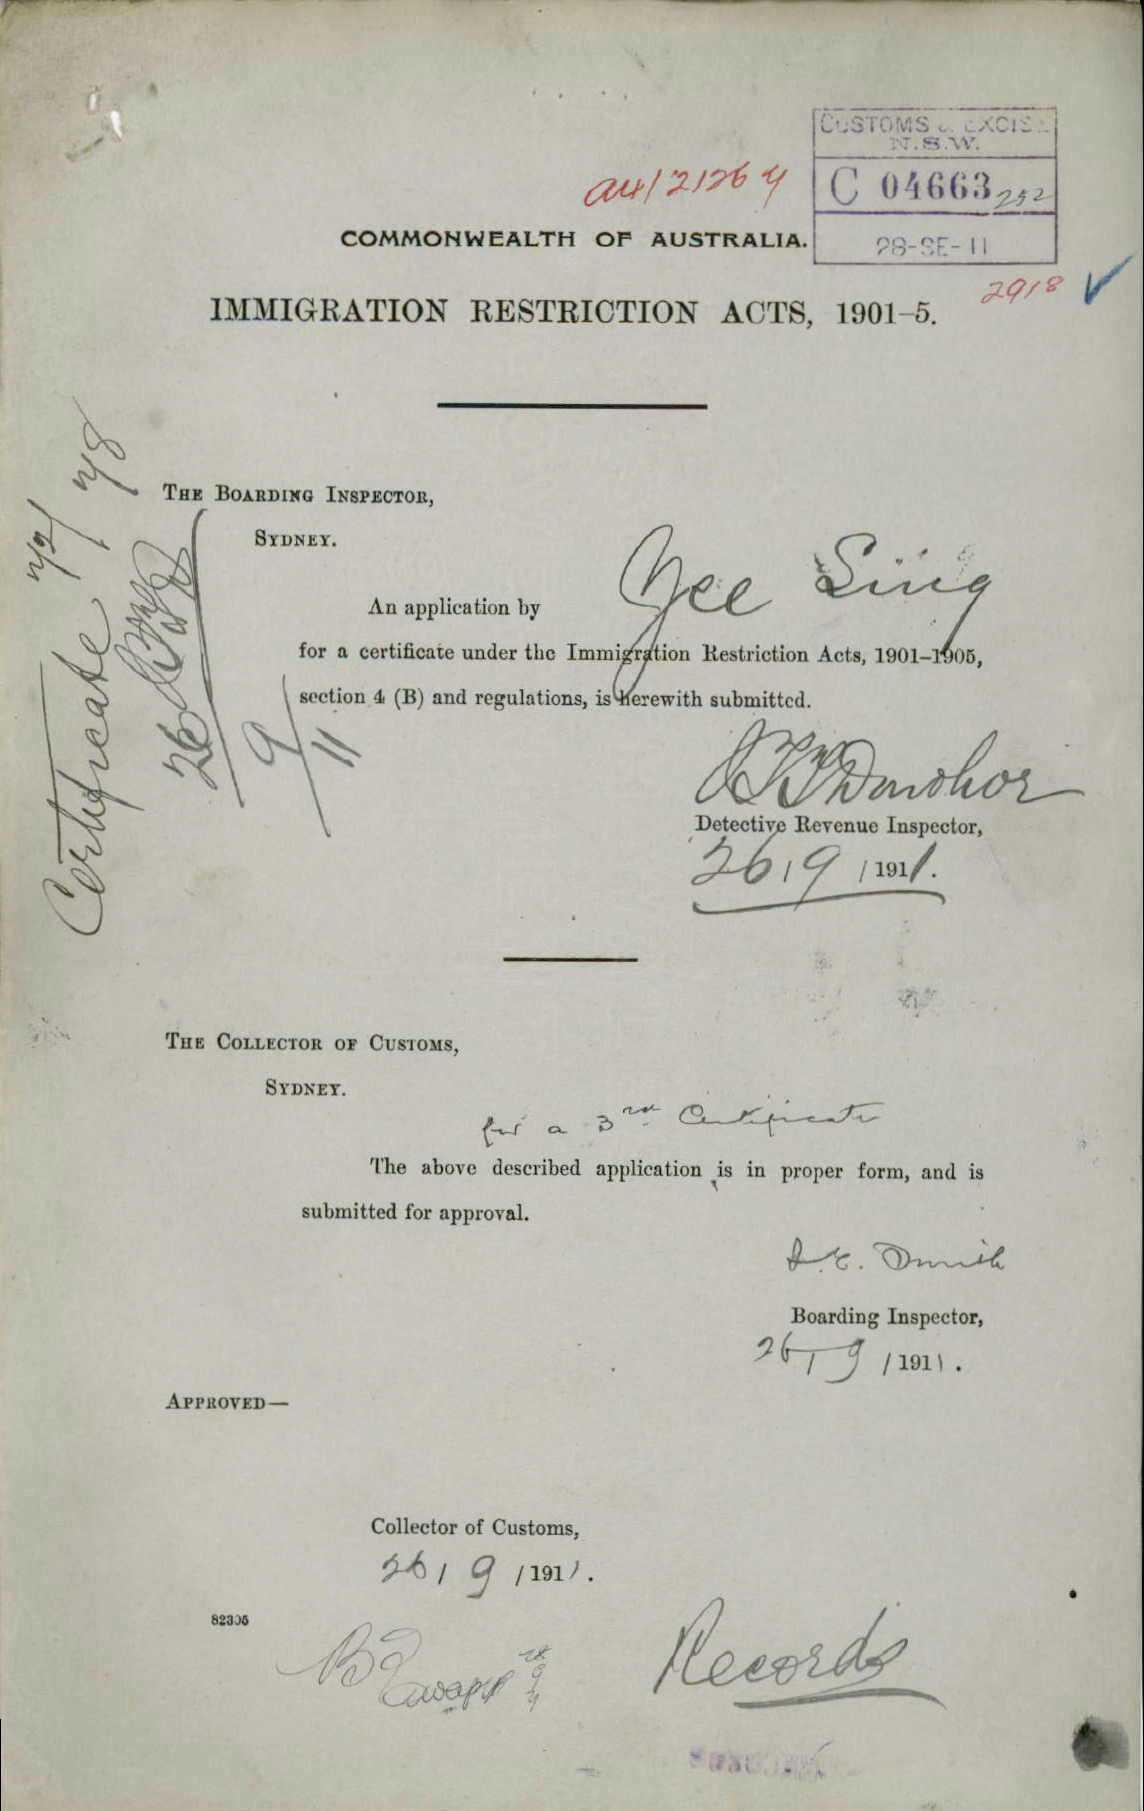 CUSTOMS & EXCISE
N.S.W.
C 04663 252
28-SE-11
2918
COMMONWEALTH OF AUSTRALIA.
IMMIGRATION RESTRICTION ACTS, 1901–5.
Certificate
THE BOARDING INSPECTOR,
SYDNEY.
An application by Yee Sing
for a certificate under the Immigration Restriction Acts, 1901–1905,
section 4 (B) and regulations, is herewith submitted.
26
9
11
Donohoe
Detective Revenue Inspector,
26/9/1911.
THE COLLECTOR OF CUSTOMS,
SYDNEY.
for a 3rd Certificate
The above described application is in proper form, and is
submitted for approval.
Boarding Inspector,
26/9/1911.
APPROVED—
Collector of Customs,
26/9/1911.
82305
Records